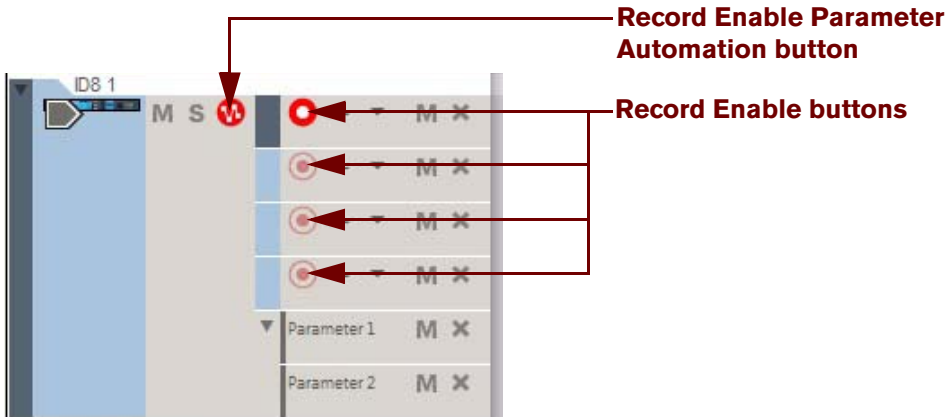 Record Enable Parameter
Automation button
ID8 1
M S M ×
Record Enable buttons
M ×
M ×
M ×
Parameter 1 M ×
Parameter 2 M ×